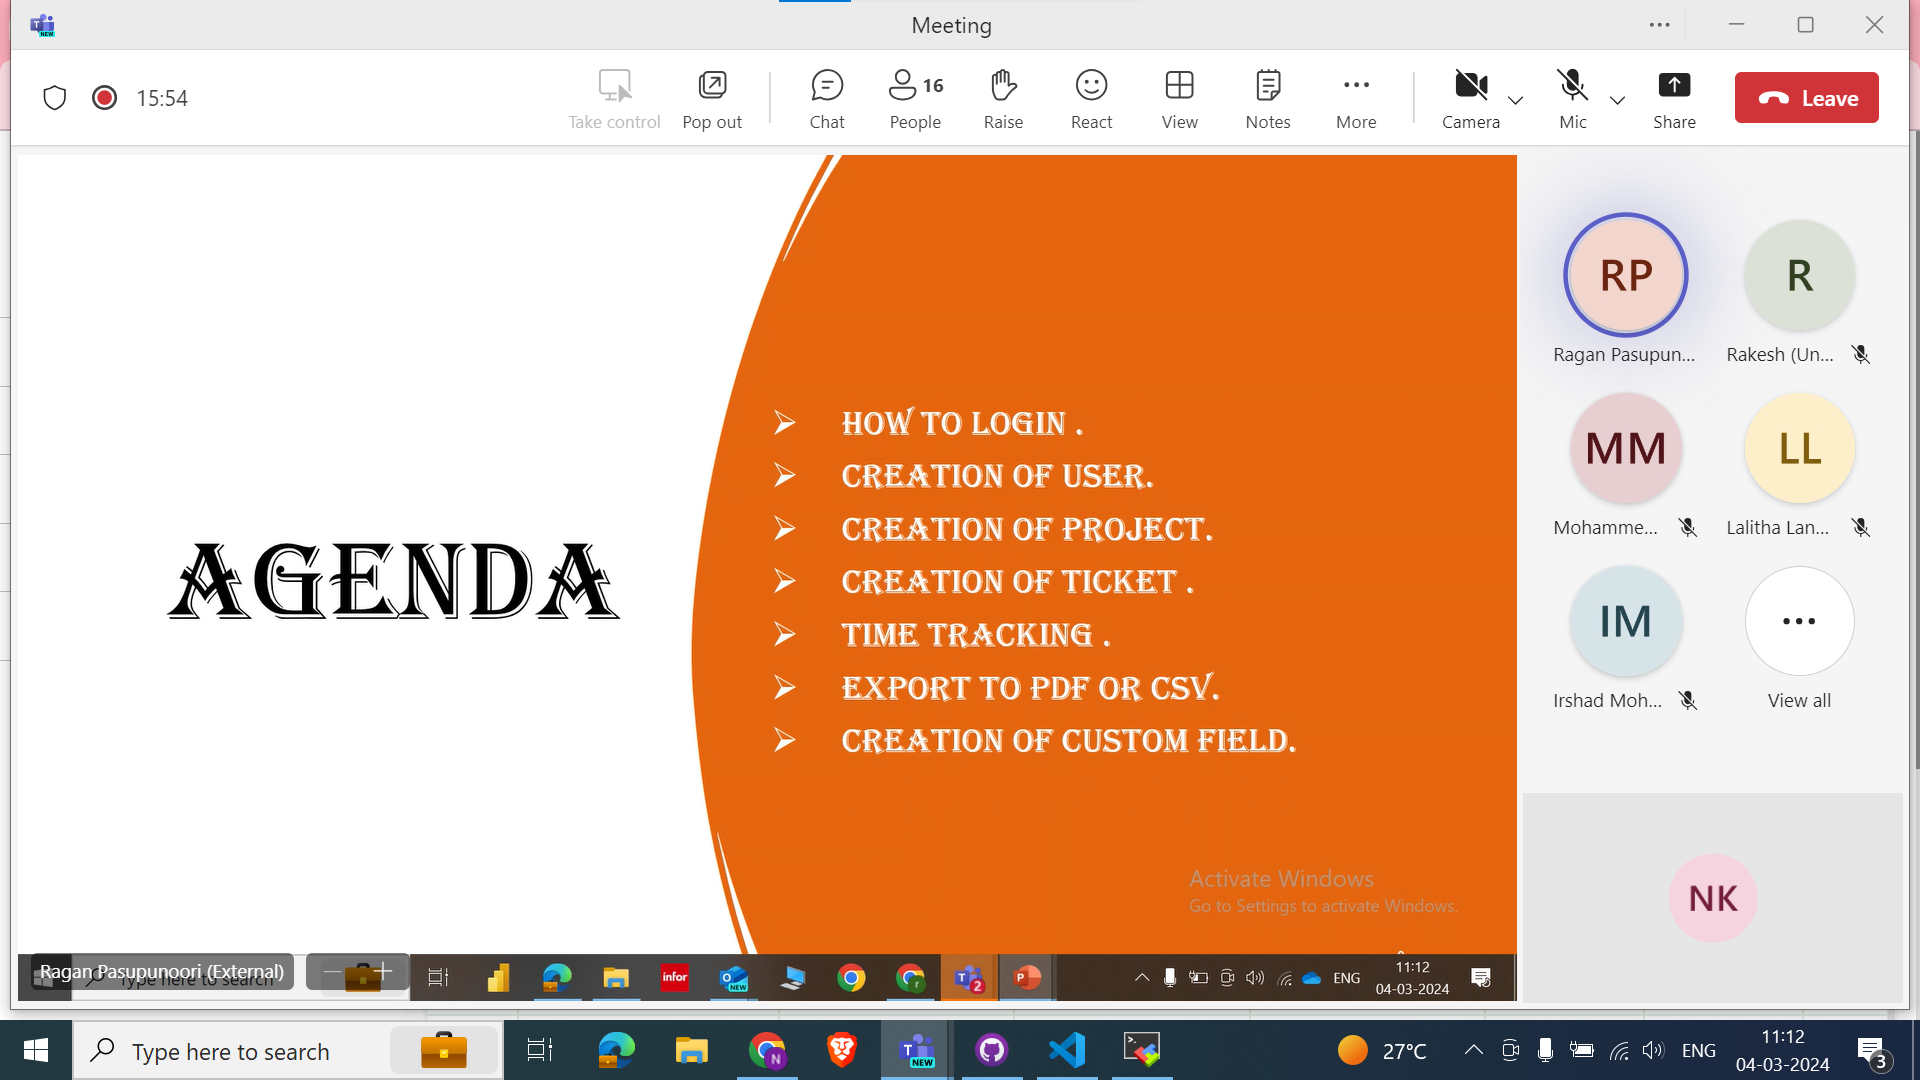 Meeting
15:54
Take control
Pop out
Chat
People
16
Raise
React
View
Notes
More
Camera
Mic
Share
Leave
AGENDA
HOW TO LOGIN .
CREATION OF USER.
CREATION OF PROJECT.
CREATION OF TICKET .
TIME TRACKING .
EXPORT TO PDF OR CSV.
CREATION OF CUSTOM FIELD.
Activate Windows
Go to Settings to activate Windows.
RP
Ragan Pasupun...
R
Rakesh (Un...
MM
Mohamme...
LL
Lalitha Lan...
IM
Irshad Moh...
View all
NK
Ragan Pasupunoori (External)
Type here to search
infor
NEW
2
P
ENG
11:12
04-03-2024
Type here to search
N
NEW
27°C
ENG
11:12
04-03-2024
3